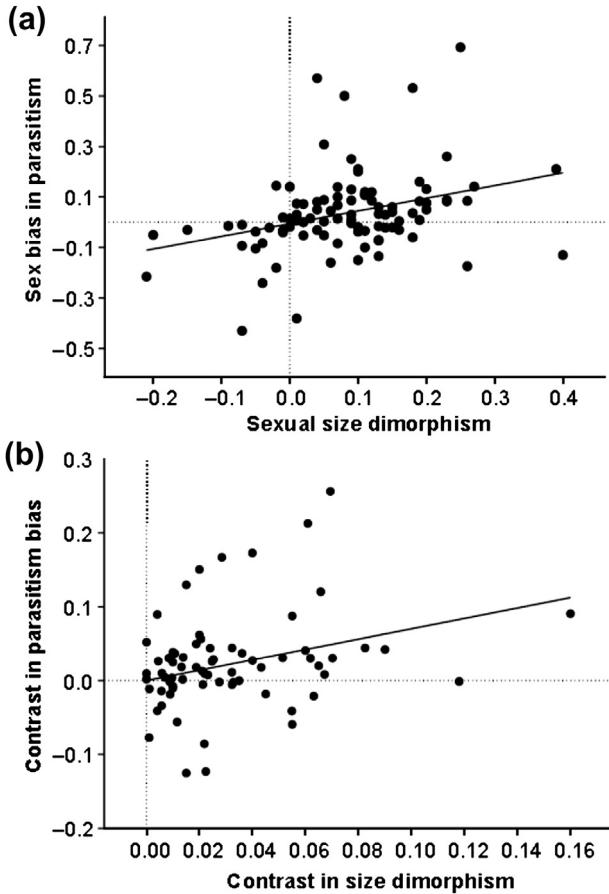 (a)
0.7
0.5
0.3
0.1
−0.1
−0.3
−0.5
Sex bias in parasitism
−0.2 −0.1 0.0 0.1 0.2 0.3 0.4
Sexual size dimorphism
(b)
0.3
0.2
0.1
0.0
−0.1
−0.2
Contrast in parasitism bias
0.00 0.02 0.04 0.06 0.08 0.10 0.12 0.14 0.16
Contrast in size dimorphism